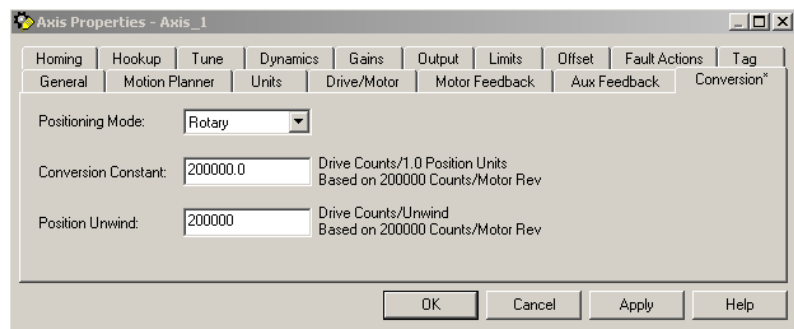 Axis Properties - Axis_1
Homing Hookup Tune Dynamics Gains Output Limits Offset Fault Actions Tag
General Motion Planner Units Drive/Motor Motor Feedback Aux Feedback Conversion*
Positioning Mode: Rotary
Conversion Constant: 200000.0 Drive Counts/1.0 Position Units
Based on 200000 Counts/Motor Rev
Position Unwind: 200000 Drive Counts/Unwind
Based on 200000 Counts/Motor Rev
OK Cancel Apply Help